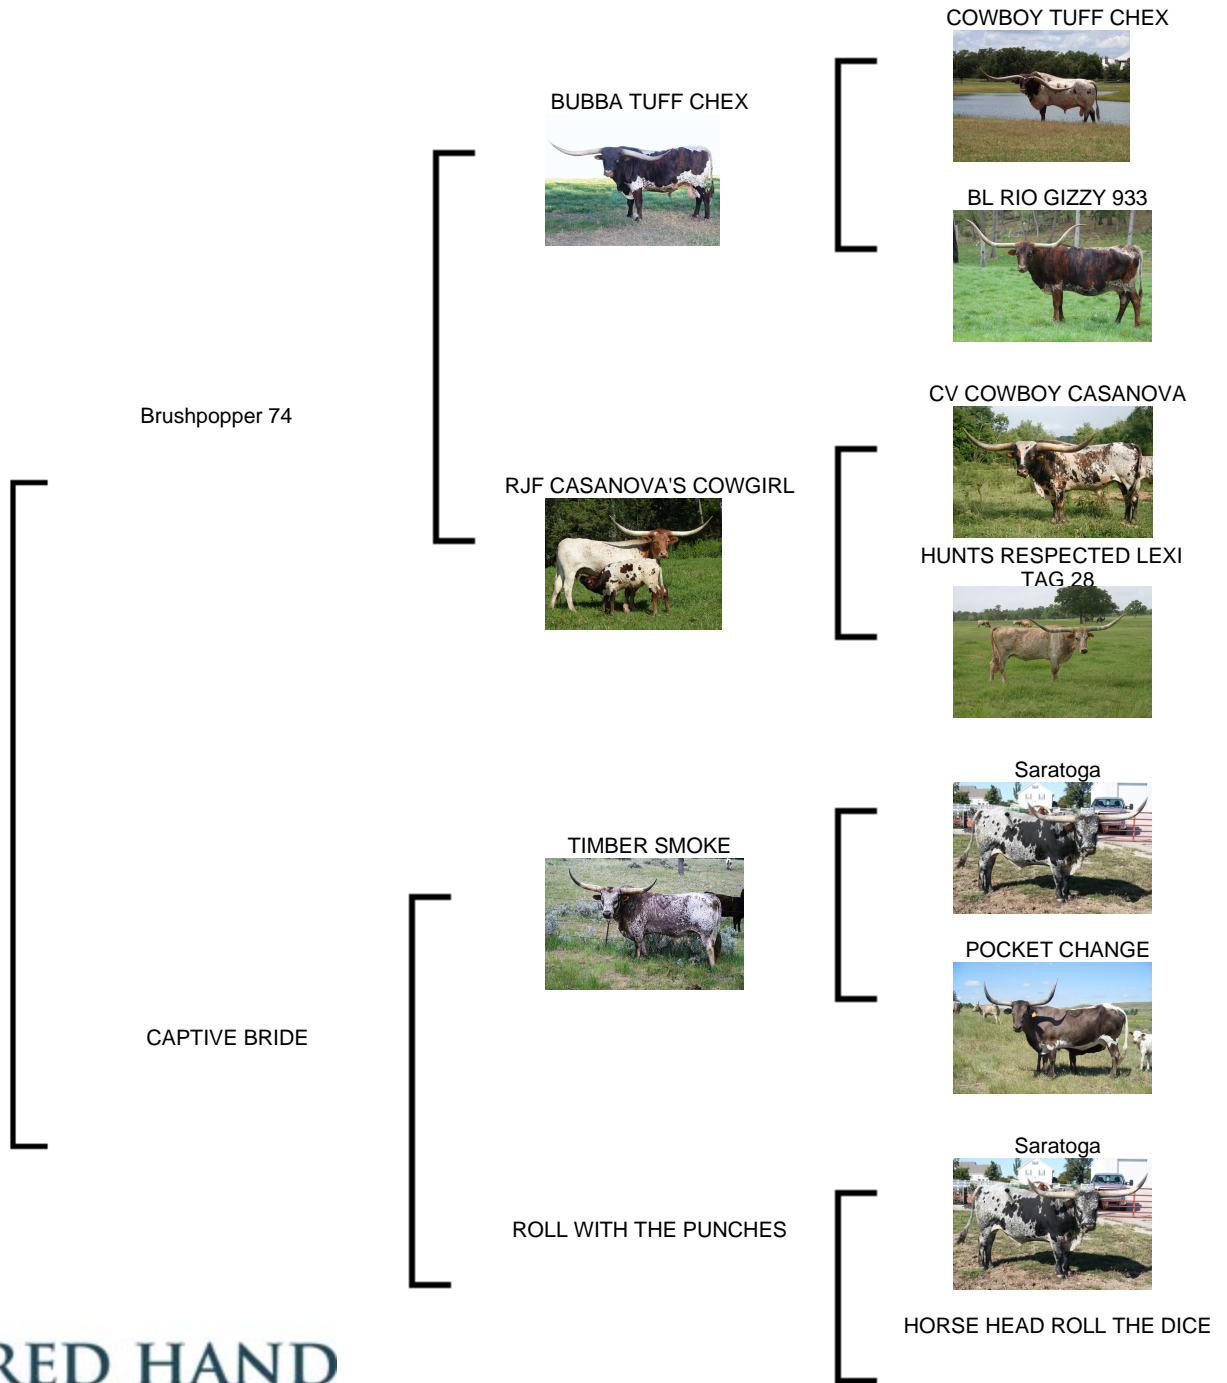 COWBOY TUFF CHEX
BUBBA TUFF CHEX
BL RIO GIZZY 933
CV COWBOY CASANOVA
Brushpopper 74
RJF CASANOVA'S COWGIRL
HUNTS RESPECTED LEXI
TAG 28
Saratoga
TIMBER SMOKE
POCKET CHANGE
CAPTIVE BRIDE
Saratoga
ROLL WITH THE PUNCHES
HORSE HEAD ROLL THE DICE
RED HAND